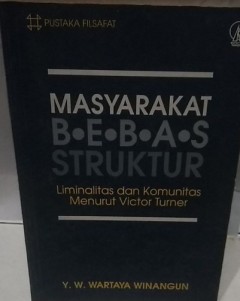 PUSTAKA FILSAFAT
MASYARAKAT
B•E•B•A•S
STRUKTUR
Liminalitas dan Komunitas
Menurut Victor Turner
Y. W. WARTAYA WINANGUN